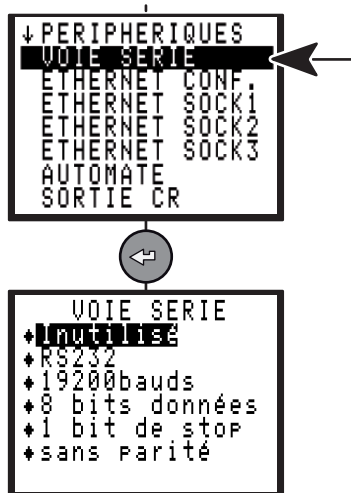 PERIPHERIQUES
VOIE SERIE
ETHERNET CONF.
ETHERNET SOCK1
ETHERNET SOCK2
ETHERNET SOCK3
AUTOMATE
SORTIE CR
VOIE SERIE
Inutilisé
RS232
19200bauds
8 bits données
1 bit de stop
sans parité